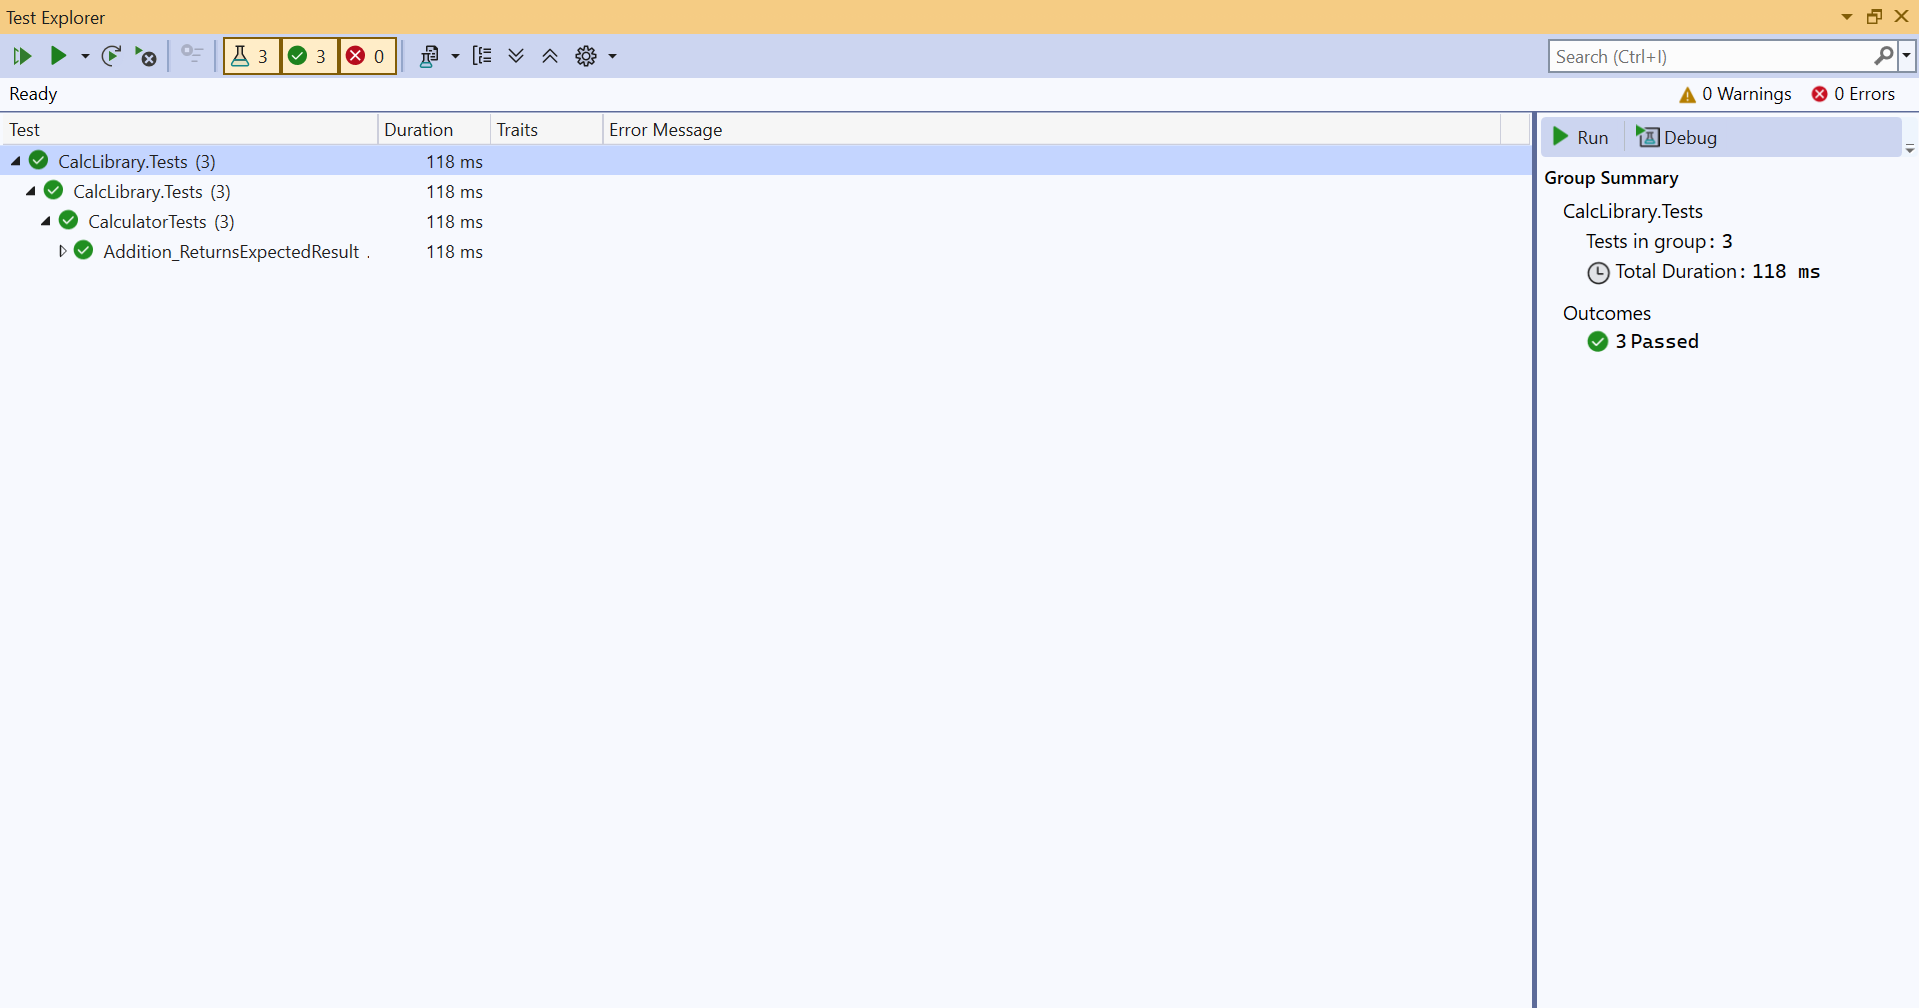 Test Explorer
3 3 0
Search (Ctrl+I)
Ready
0 Warnings 0 Errors
Test Duration Traits Error Message
CalcLibrary.Tests (3) 118 ms
CalcLibrary.Tests (3) 118 ms
CalculatorTests (3) 118 ms
Addition_ReturnsExpectedResult . 118 ms
Run Debug
Group Summary
CalcLibrary.Tests
Tests in group: 3
Total Duration: 118 ms
Outcomes
3 Passed